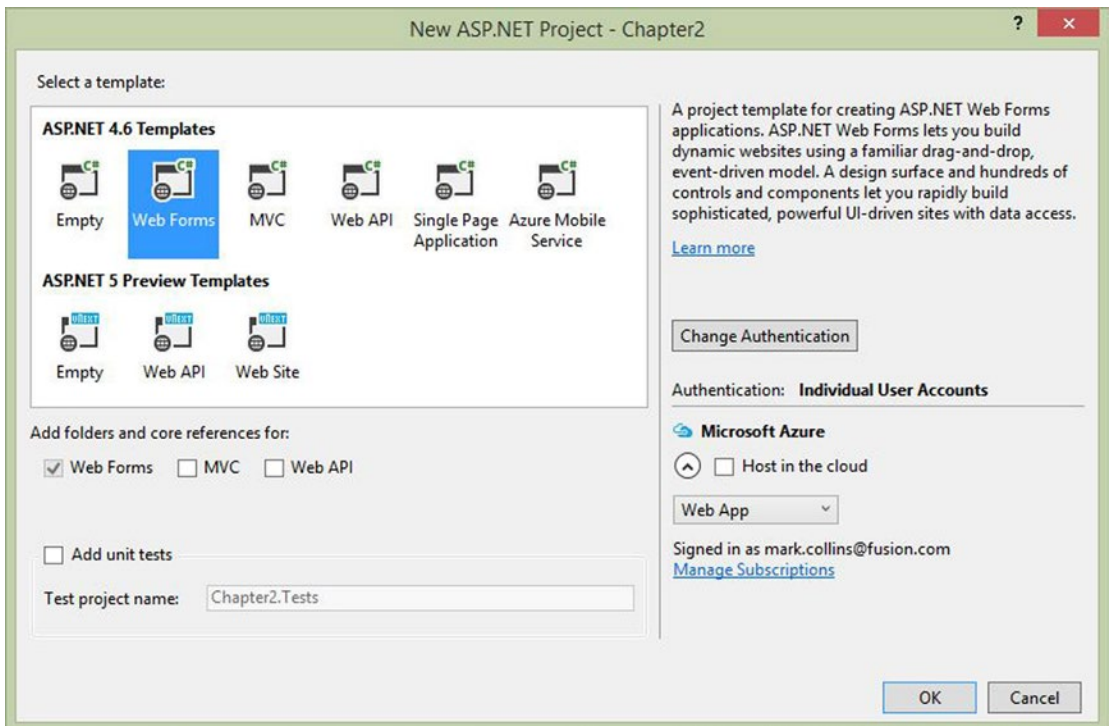 New ASP.NET Project - Chapter2
?
Select a template:
ASP.NET 4.6 Templates
C# C# C# C# C# C#
Empty Web Forms MVC Web API Single Page Application Azure Mobile Service
ASP.NET 5 Preview Templates
vNEXT vNEXT vNEXT
Empty Web API Web Site
Add folders and core references for:
Web Forms MVC Web API
Add unit tests
Test project name: Chapter2.Tests
A project template for creating ASP.NET Web Forms
applications. ASP.NET Web Forms lets you build
dynamic websites using a familiar drag-and-drop,
event-driven model. A design surface and hundreds of
controls and components let you rapidly build
sophisticated, powerful UI-driven sites with data access.
Learn more
Change Authentication
Authentication: Individual User Accounts
Microsoft Azure
Host in the cloud
Web App
Signed in as mark.collins@fusion.com
Manage Subscriptions
OK Cancel